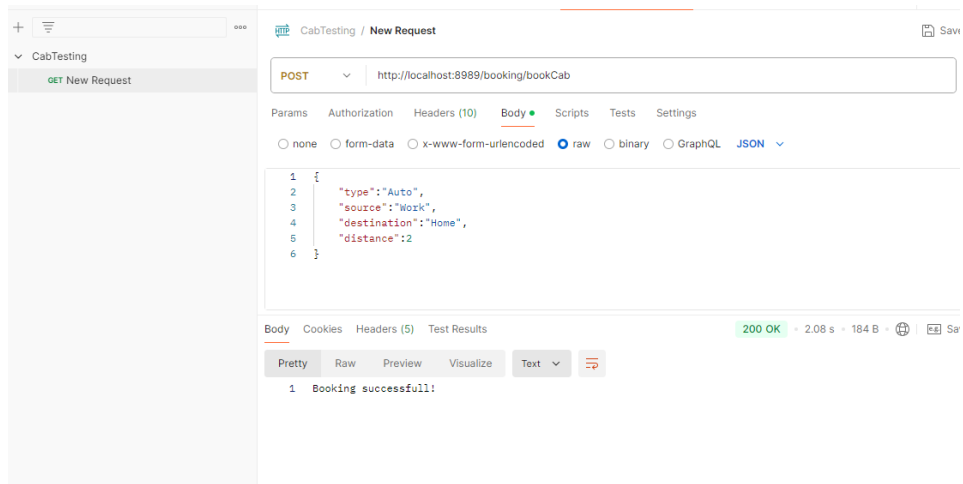 HTTP CabTesting / New Request
Save
CabTesting
GET New Request
POST http://localhost:8989/booking/bookCab
Params Authorization Headers (10) Body Scripts Tests Settings
none form-data x-www-form-urlencoded raw binary GraphQL JSON
1 {
2 "type":"Auto",
3 "source":"Work",
4 "destination":"Home",
5 "distance":2
6 }
Body Cookies Headers (5) Test Results 200 OK 2.08 s 184 B e.g. Sa
Pretty Raw Preview Visualize Text
1 Booking successfull!